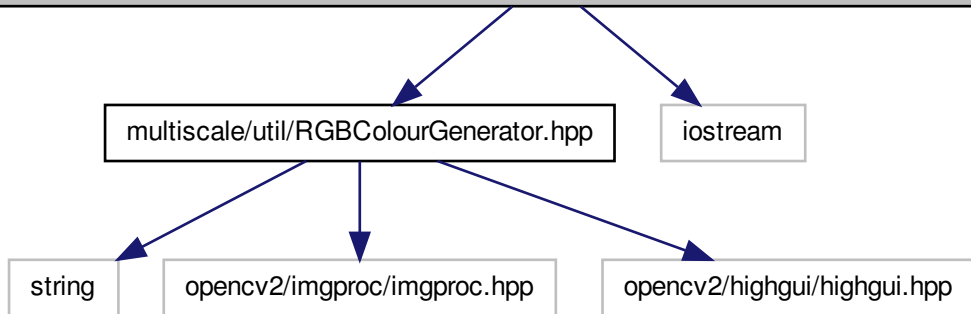 multiscale/util/RGBColourGenerator.hpp
iostream
string
opencv2/imgproc/imgproc.hpp
opencv2/highgui/highgui.hpp